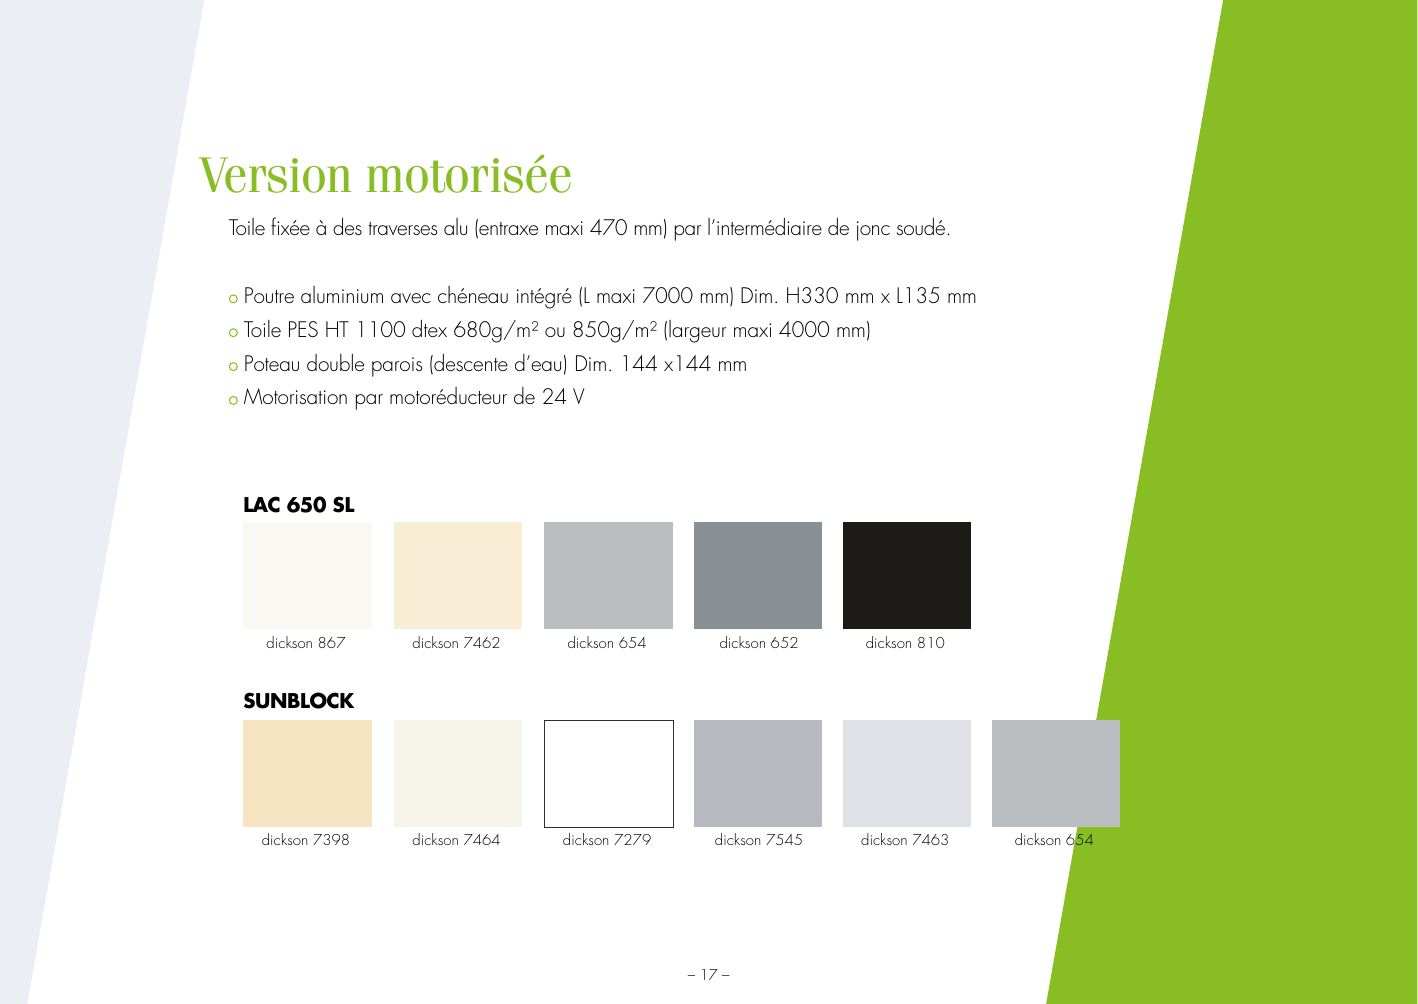 Version motorisée
Toile fixée à des traverses alu (entraxe maxi 470 mm) par l’intermédiaire de jonc soudé.
Poutre aluminium avec chéneau intégré (L maxi 7000 mm) Dim. H330 mm x L135 mm
Toile PES HT 1100 dtex 680g/m² ou 850g/m² (largeur maxi 4000 mm)
Poteau double parois (descente d’eau) Dim. 144 x144 mm
Motorisation par motoréducteur de 24 V
LAC 650 SL
dickson 867 dickson 7462 dickson 654 dickson 652 dickson 810
SUNBLOCK
dickson 7398 dickson 7464 dickson 7279 dickson 7545 dickson 7463 dickson 654
– 17 –